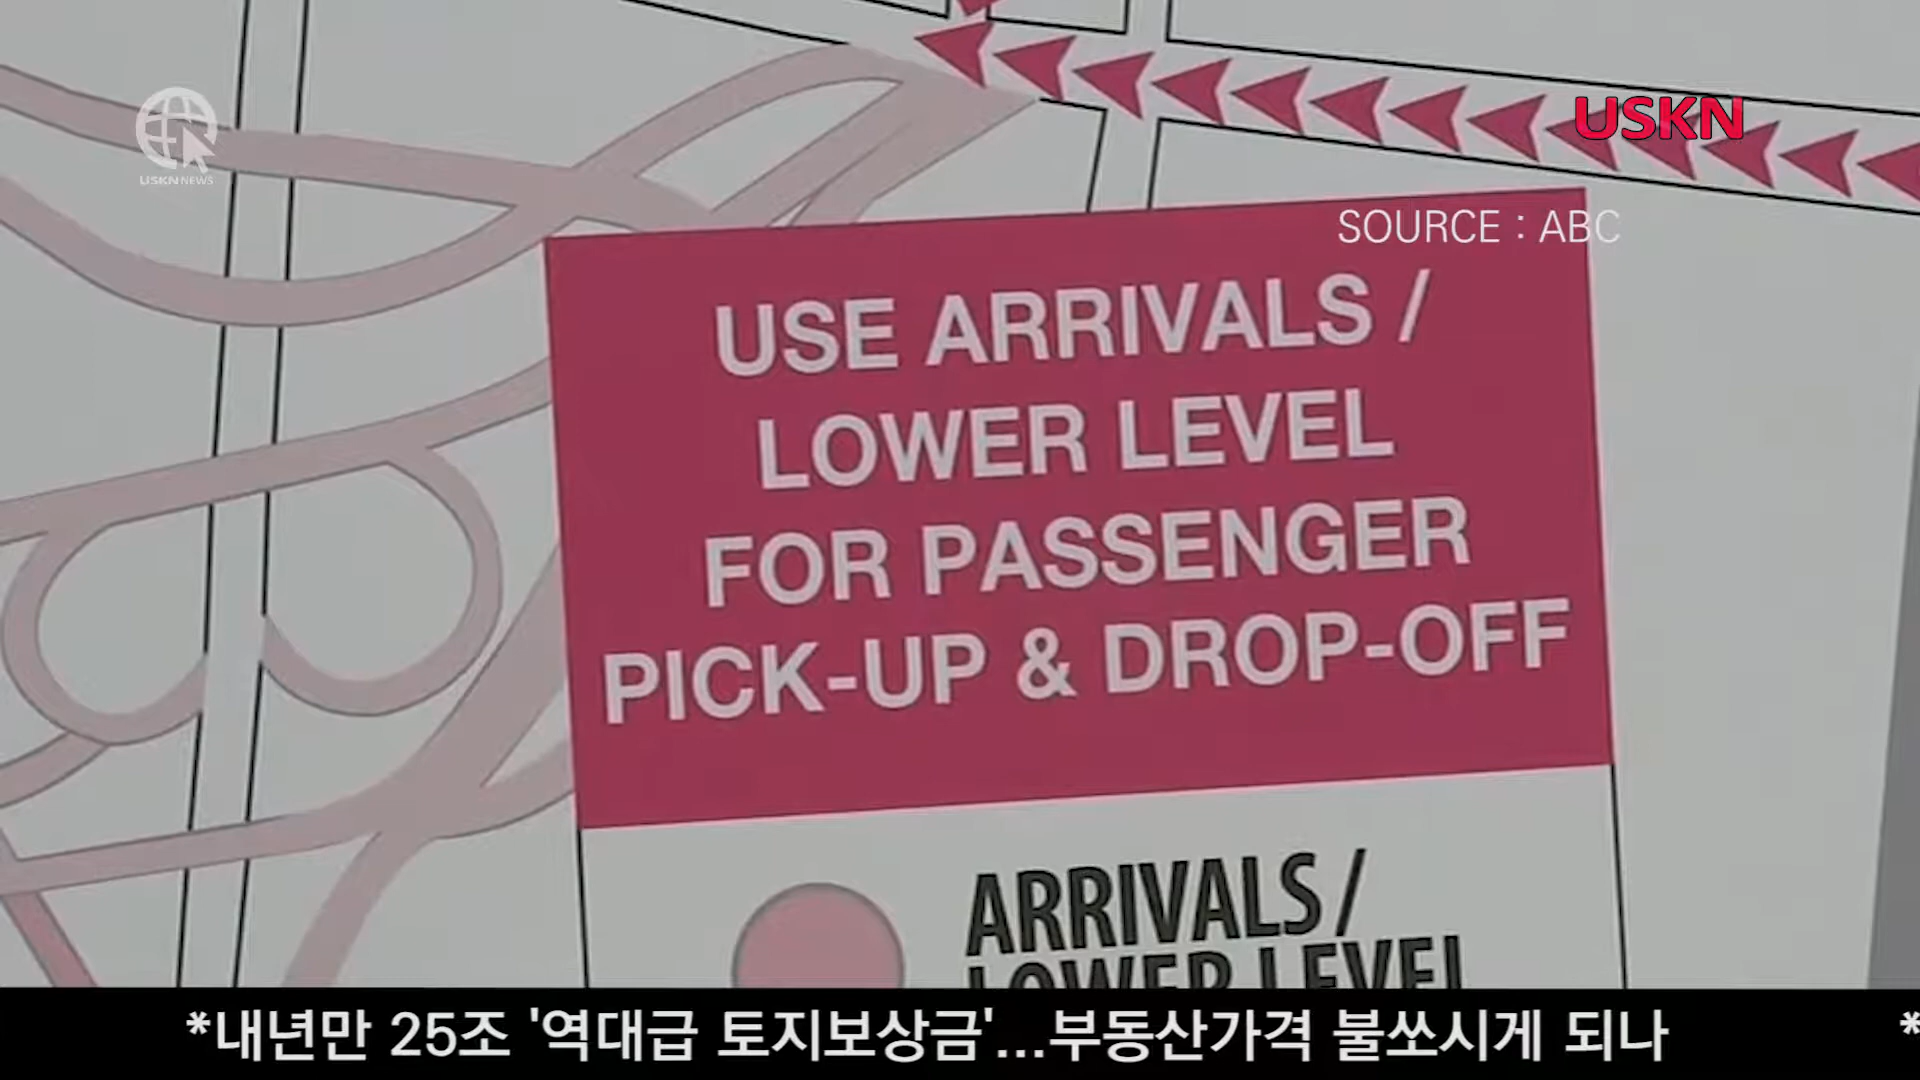 USKN
USKN NEWS
SOURCE : ABC
USE ARRIVALS /
LOWER LEVEL
FOR PASSENGER
PICK-UP & DROP-OFF
ARRIVALS /
LOWER LEVEL
*내년만 25조 '역대급 토지보상금'...부동산가격 불쏘시게 되나
*